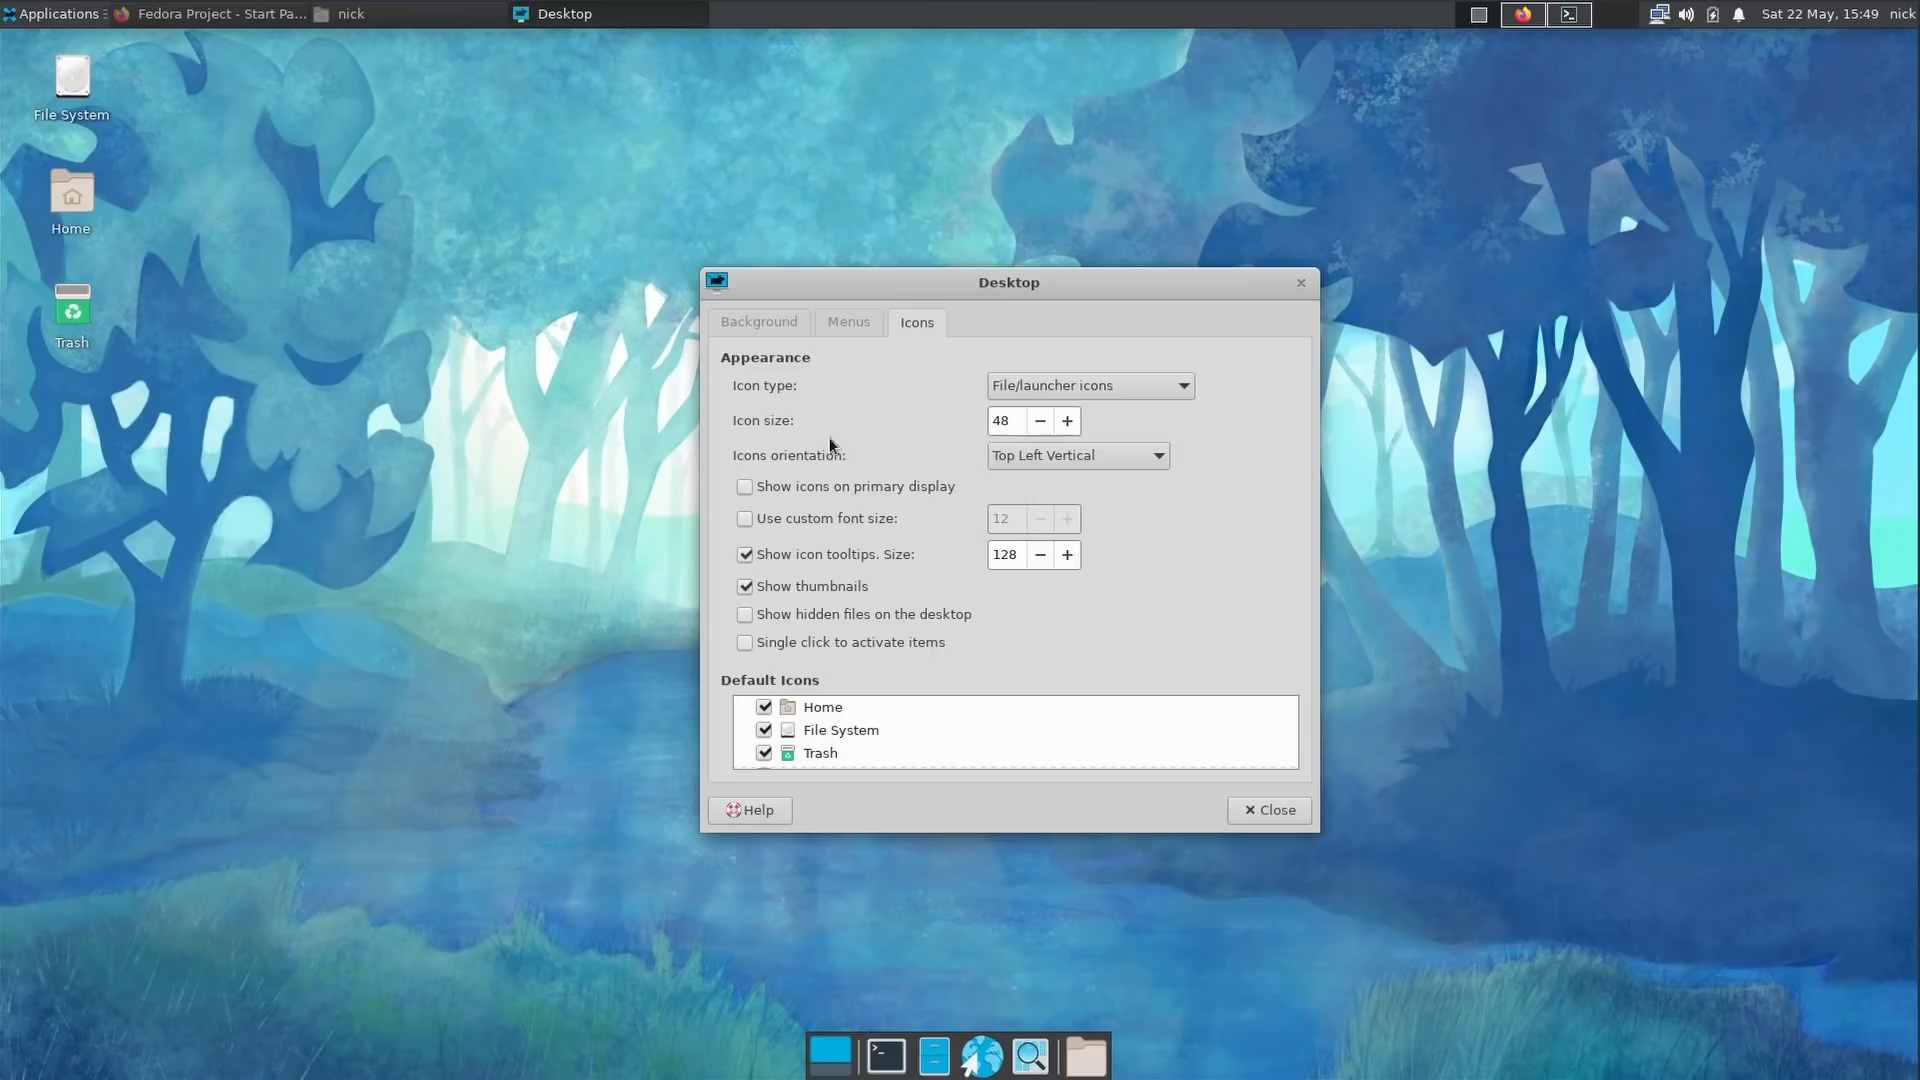 Applications
Fedora Project - Start Pa...
nick
Desktop
Sat 22 May, 15:49
nick
File System
Home
Trash
Desktop
Background
Menus
Icons
Appearance
Icon type:
File/launcher icons
Icon size:
48
Icons orientation:
Top Left Vertical
Show icons on primary display
Use custom font size:
12
Show icon tooltips. Size:
128
Show thumbnails
Show hidden files on the desktop
Single click to activate items
Default Icons
Home
File System
Trash
Help
Close